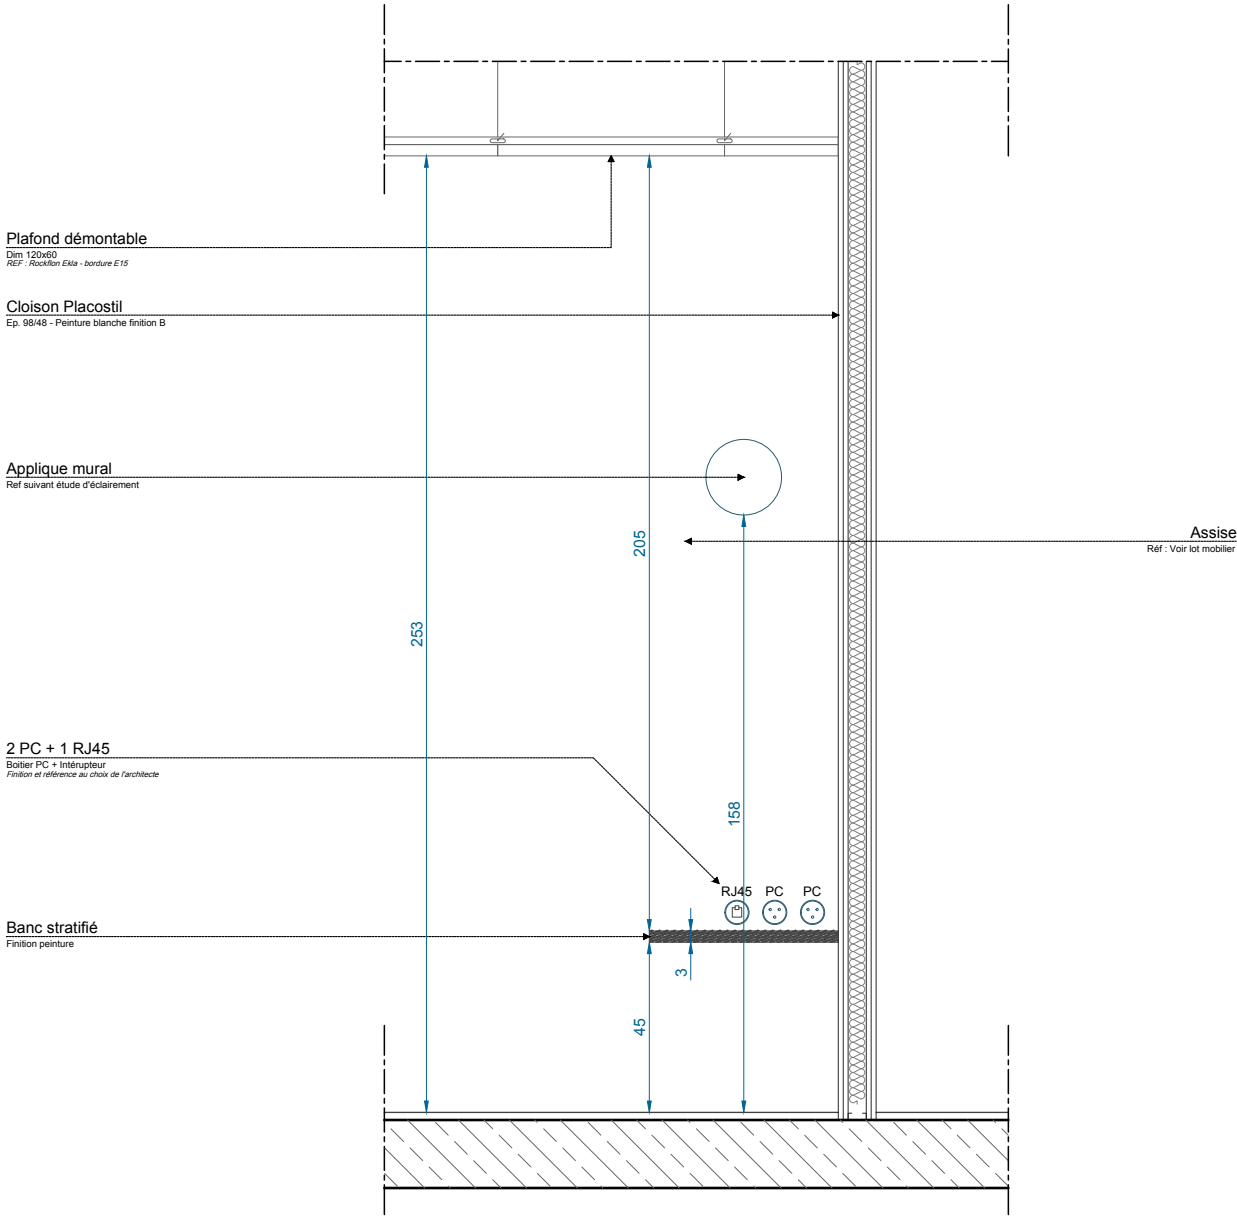 Plafond démontable
Dim 120x60
REF : Rockfon Ekla - bordure E15
Cloison Placostil
Ep. 98/48 - Peinture blanche finition B
Applique mural
Ref suivant étude d'éclairement
Assise
Réf : Voir lot mobilier
205
253
2 PC + 1 RJ45
Boitier PC + Intérupteur
Finition et référence au choix de l'architecte
158
RJ45 PC PC
Banc stratifié
Finition peinture
3
45